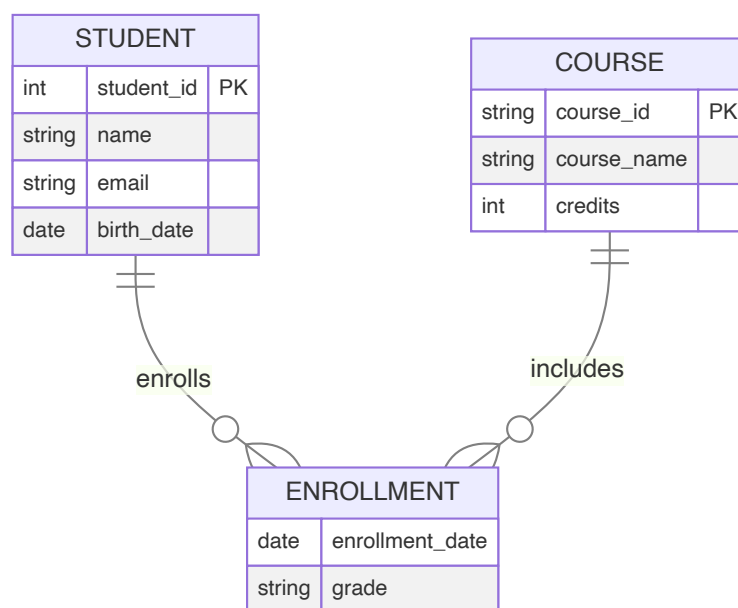 STUDENT
int student_id PK
string name
string email
date birth_date
COURSE
string course_id PK
string course_name
int credits
enrolls
includes
ENROLLMENT
date enrollment_date
string grade